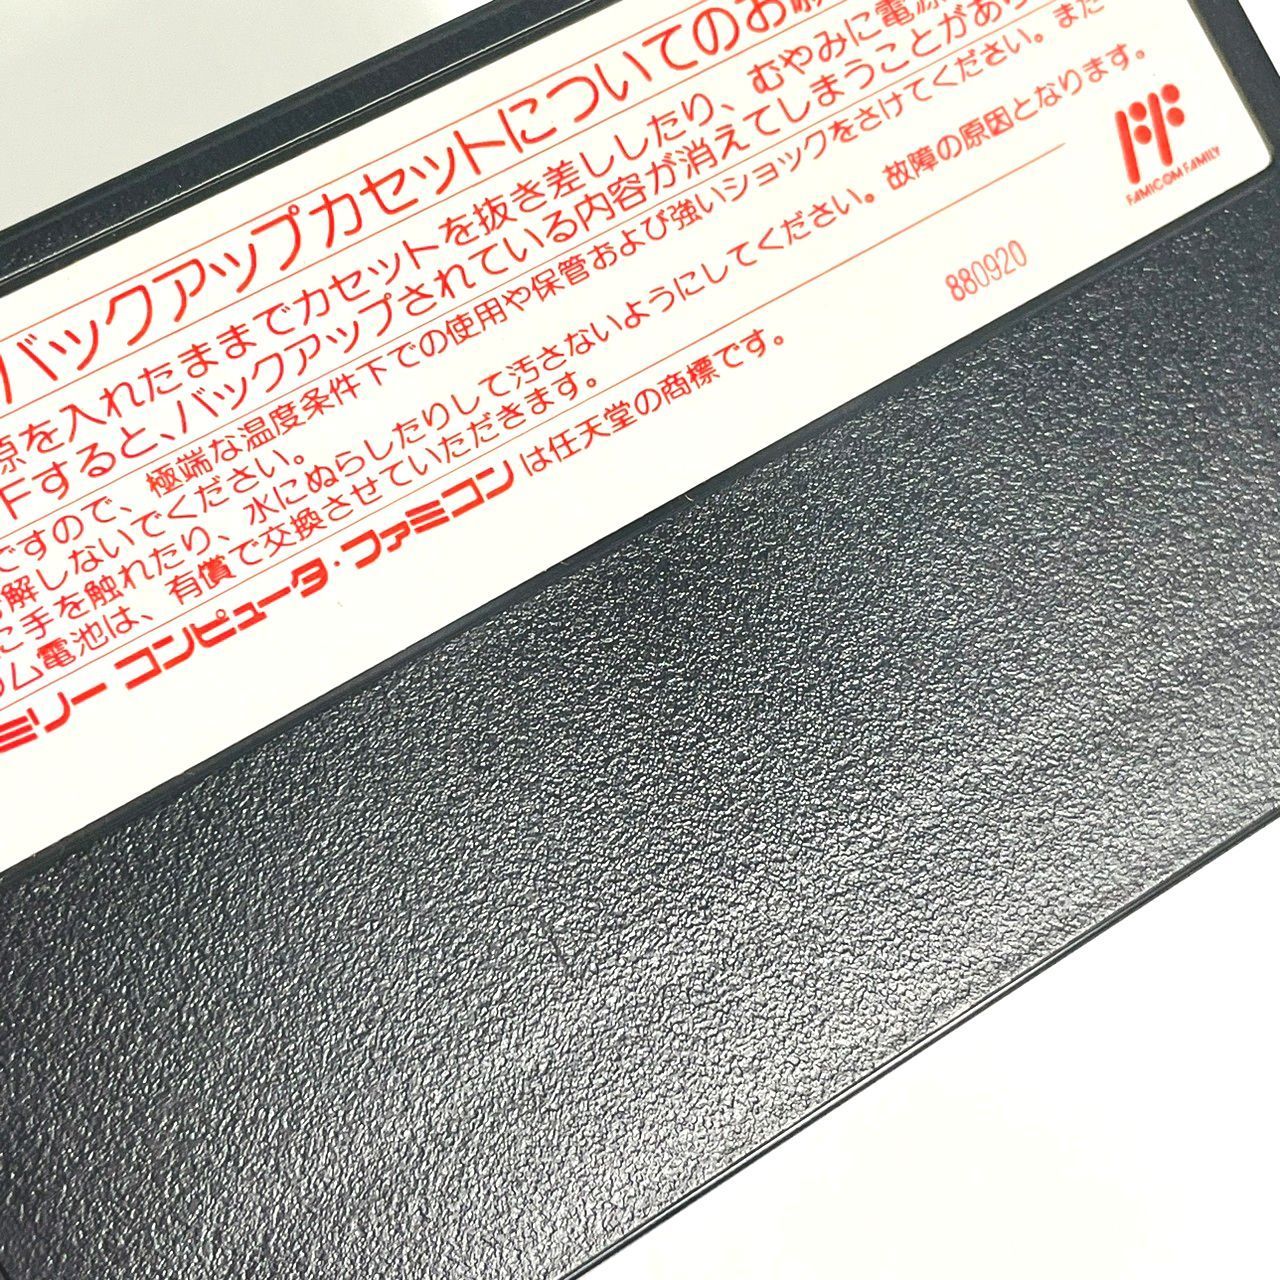 バックアップカセットについてのお願
源を入れたままでカセットを抜き差ししたり、むやみに電源
Fすると、バックアップされている内容が消えてしまうことがあり
ですので、極端な温度条件下での使用や保管および強いショックをさけてください。また
解しないでください。
に手を触れたり、水にぬらしたりして汚さないようにしてください。故障の原因となります。
ム電池は、有償で交換させていただきます。
ミリー コンピュータ・ファミコンは任天堂の商標です。
880920
FAMICOM FAMILY